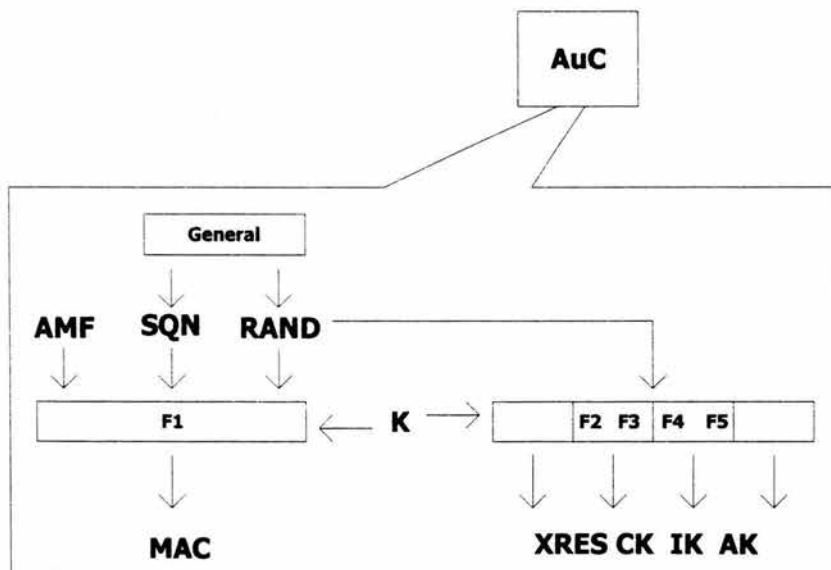 AuC
General
AMF SQN RAND
F1 K F2 F3 F4 F5
MAC XRES CK IK AK